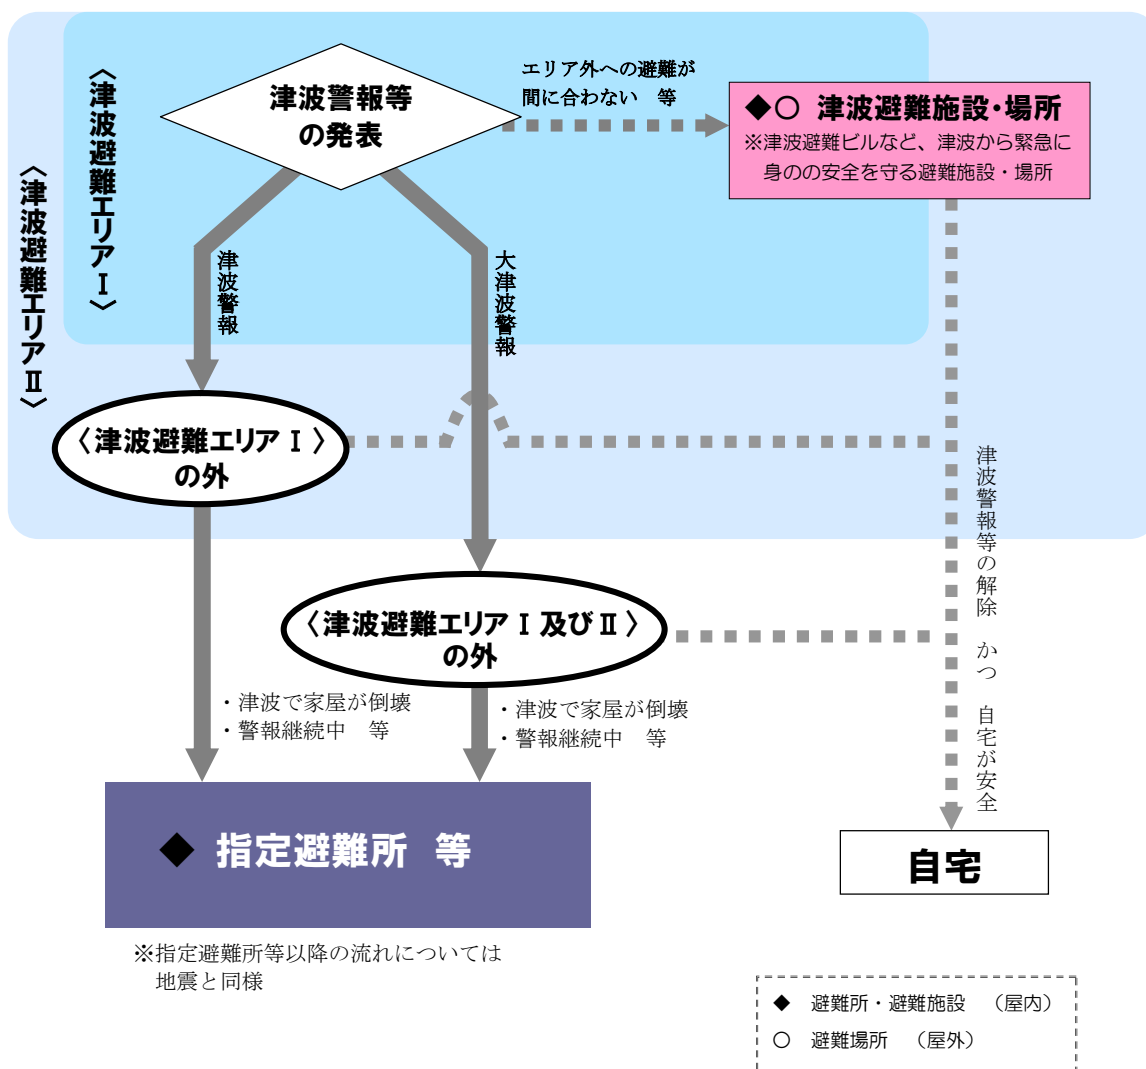 〈津波避難エリアⅡ〉
〈津波避難エリアⅠ〉
津波警報等
の発表
エリア外への避難が
間に合わない　等
◆○ 津波避難施設・場所
※津波避難ビルなど、津波から緊急に
身のの安全を守る避難施設・場所
津波警報
大津波警報
〈津波避難エリアⅠ〉
の外
〈津波避難エリアⅠ及びⅡ〉
の外
津波警報等の解除　かつ　自宅が安全
・津波で家屋が倒壊
・警報継続中　等
・津波で家屋が倒壊
・警報継続中　等
◆ 指定避難所　等
自宅
※指定避難所等以降の流れについては
地震と同様
◆　避難所・避難施設　（屋内）
○　避難場所　（屋外）